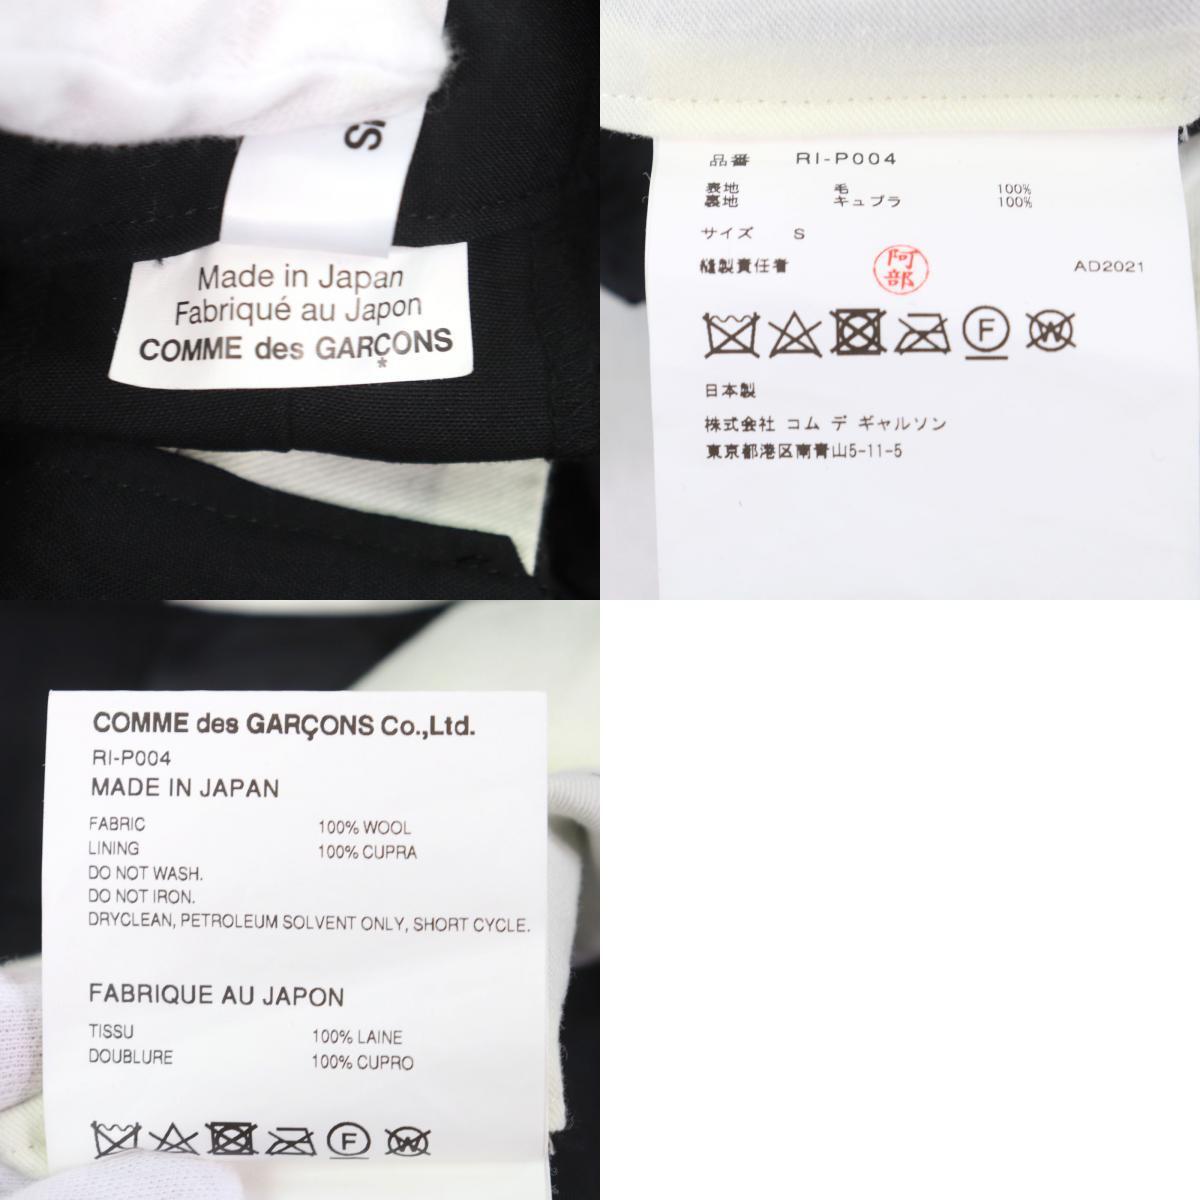 S
Made in Japan
Fabriqué au Japon
COMME des GARÇONS
*
品番 RI-P004
表地 毛 100%
裏地 キュプラ 100%
サイズ S
縫製責任者 阿部 AD2021
F W
日本製
株式会社 コム デ ギャルソン
東京都港区南青山5-11-5
COMME des GARÇONS Co.,Ltd.
RI-P004
MADE IN JAPAN
FABRIC 100% WOOL
LINING 100% CUPRA
DO NOT WASH.
DO NOT IRON.
DRYCLEAN, PETROLEUM SOLVENT ONLY, SHORT CYCLE.
FABRIQUE AU JAPON
TISSU 100% LAINE
DOUBLURE 100% CUPRO
F W